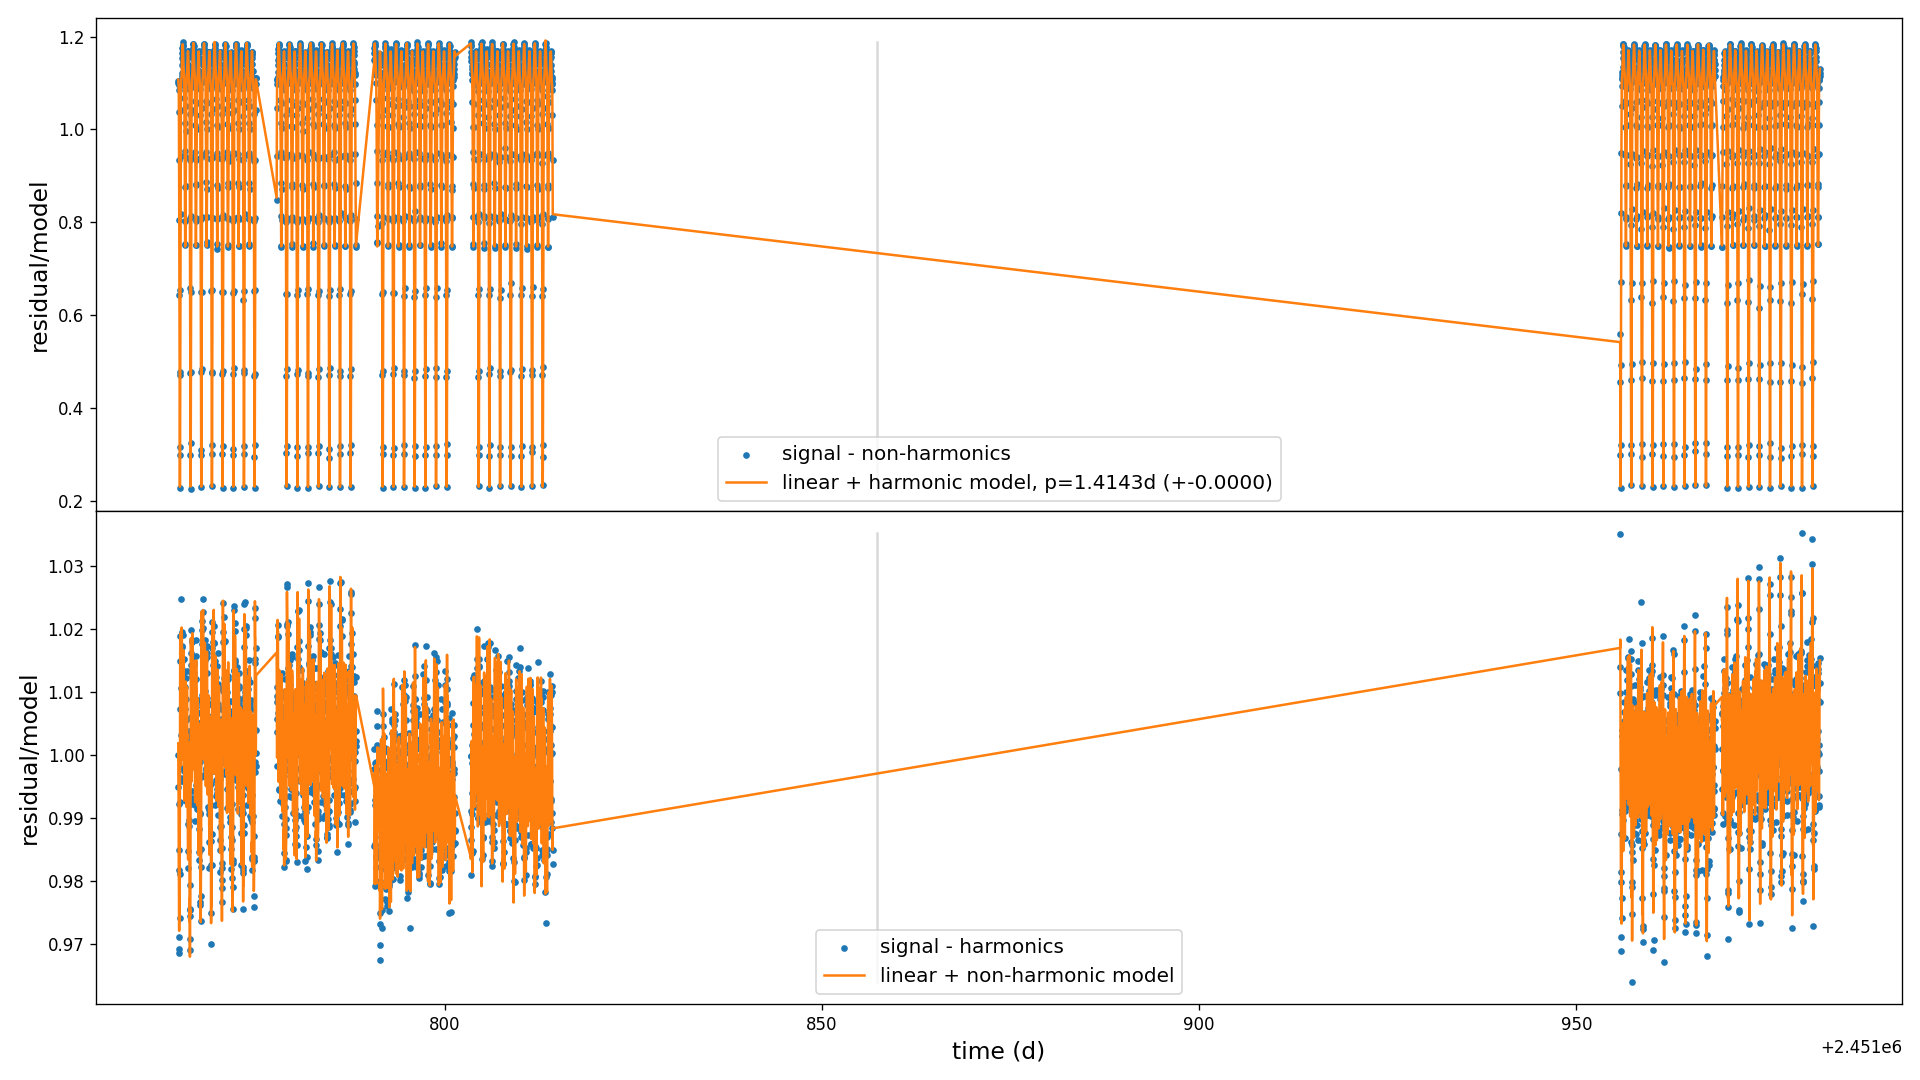 1.2
1.0
0.8
0.6
0.4
0.2
residual/model
signal - non-harmonics
linear + harmonic model, p=1.4143d (+-0.0000)
1.03
1.02
1.01
1.00
0.99
0.98
0.97
residual/model
signal - harmonics
linear + non-harmonic model
800
850
900
950
time (d)
+2.451e6